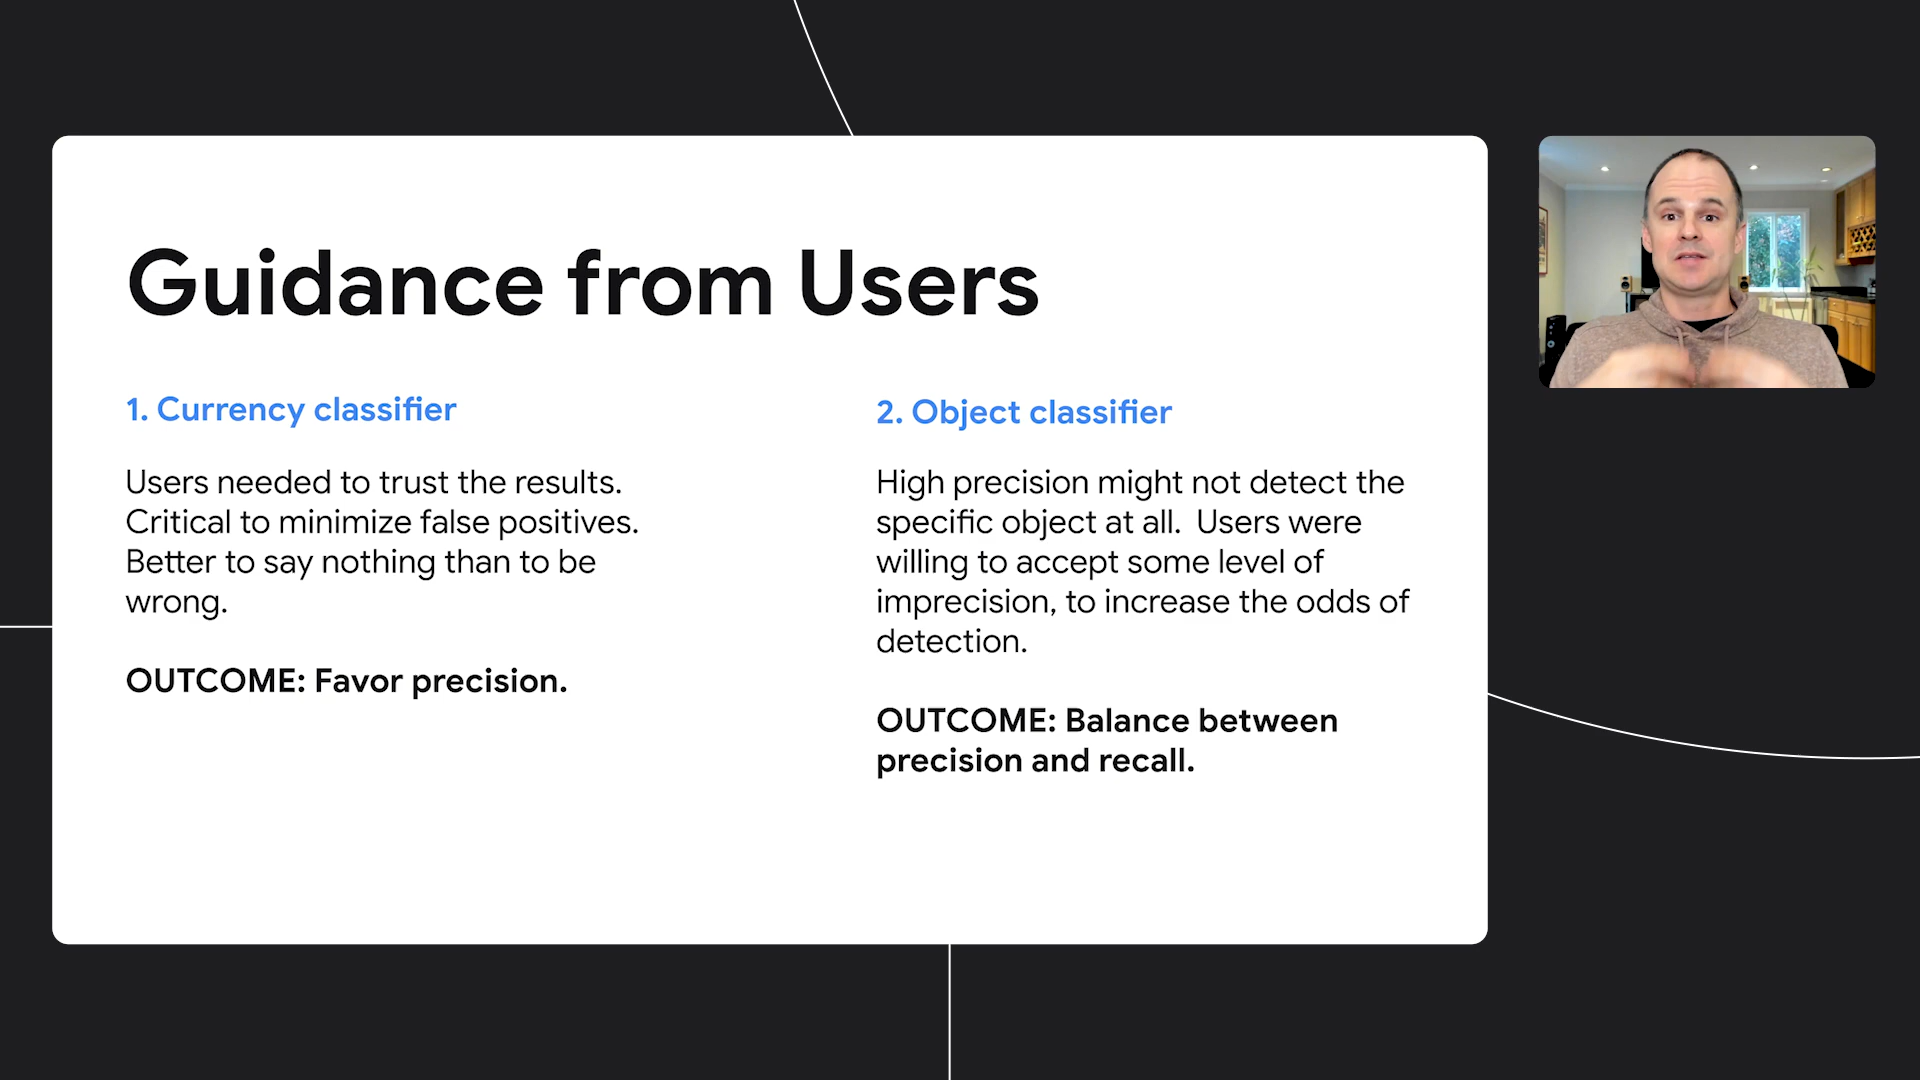 Guidance from Users
1. Currency classifier
Users needed to trust the results.
Critical to minimize false positives.
Better to say nothing than to be
wrong.
OUTCOME: Favor precision.
2. Object classifier
High precision might not detect the
specific object at all.  Users were
willing to accept some level of
imprecision, to increase the odds of
detection.
OUTCOME: Balance between
precision and recall.